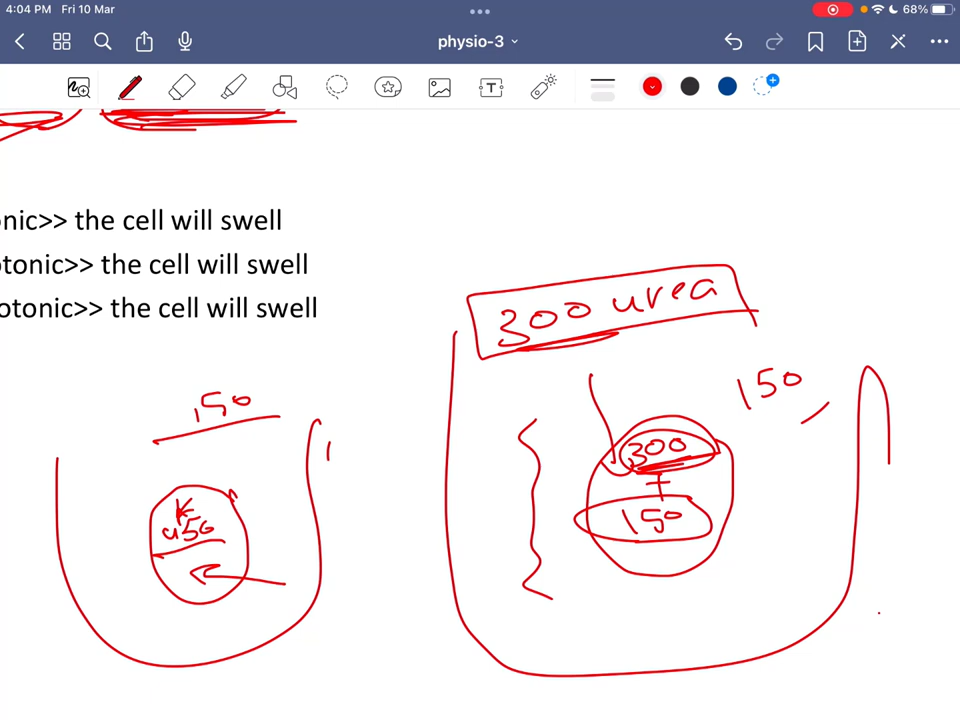 4:04 PM Fri 10 Mar
68%
physio-3
T
onic>> the cell will swell
otonic>> the cell will swell
otonic>> the cell will swell
300 urea
150
150
300
+
150
450